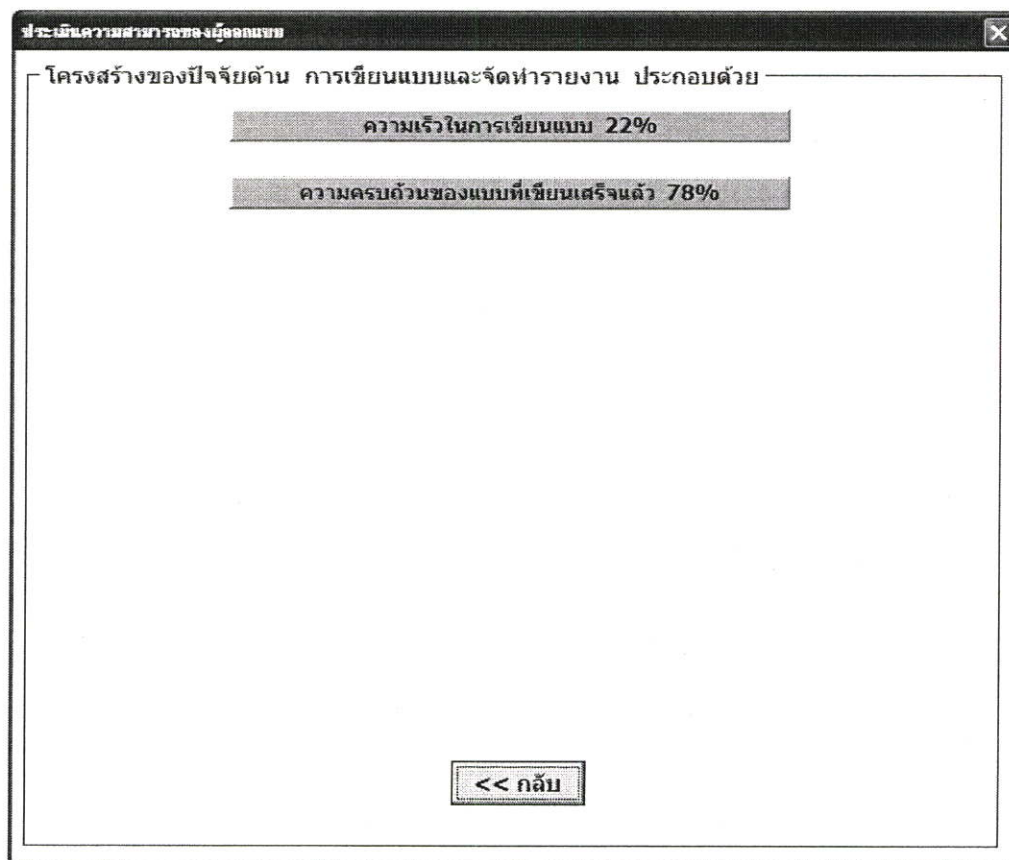 ประเมินความสามารถของผู้ออกแบบ
โครงสร้างของปัจจัยด้าน การเขียนแบบและจัดทำรายงาน ประกอบด้วย
ความเร็วในการเขียนแบบ 22%
ความครบถ้วนของแบบที่เขียนเสร็จแล้ว 78%
<< กลับ